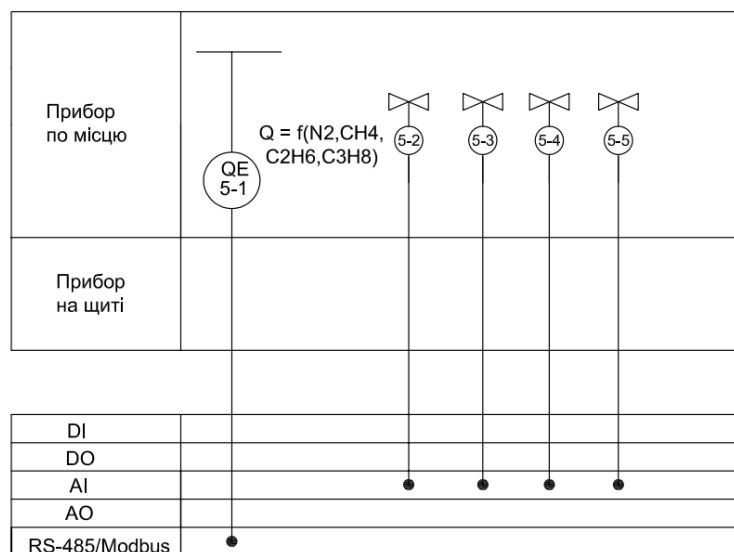 Прибор
по місцю
QE
5-1
Q = f(N2,CH4,
C2H6,C3H8)
5-2
5-3
5-4
5-5
Прибор
на щиті
DI
DO
AI
AO
RS-485/Modbus